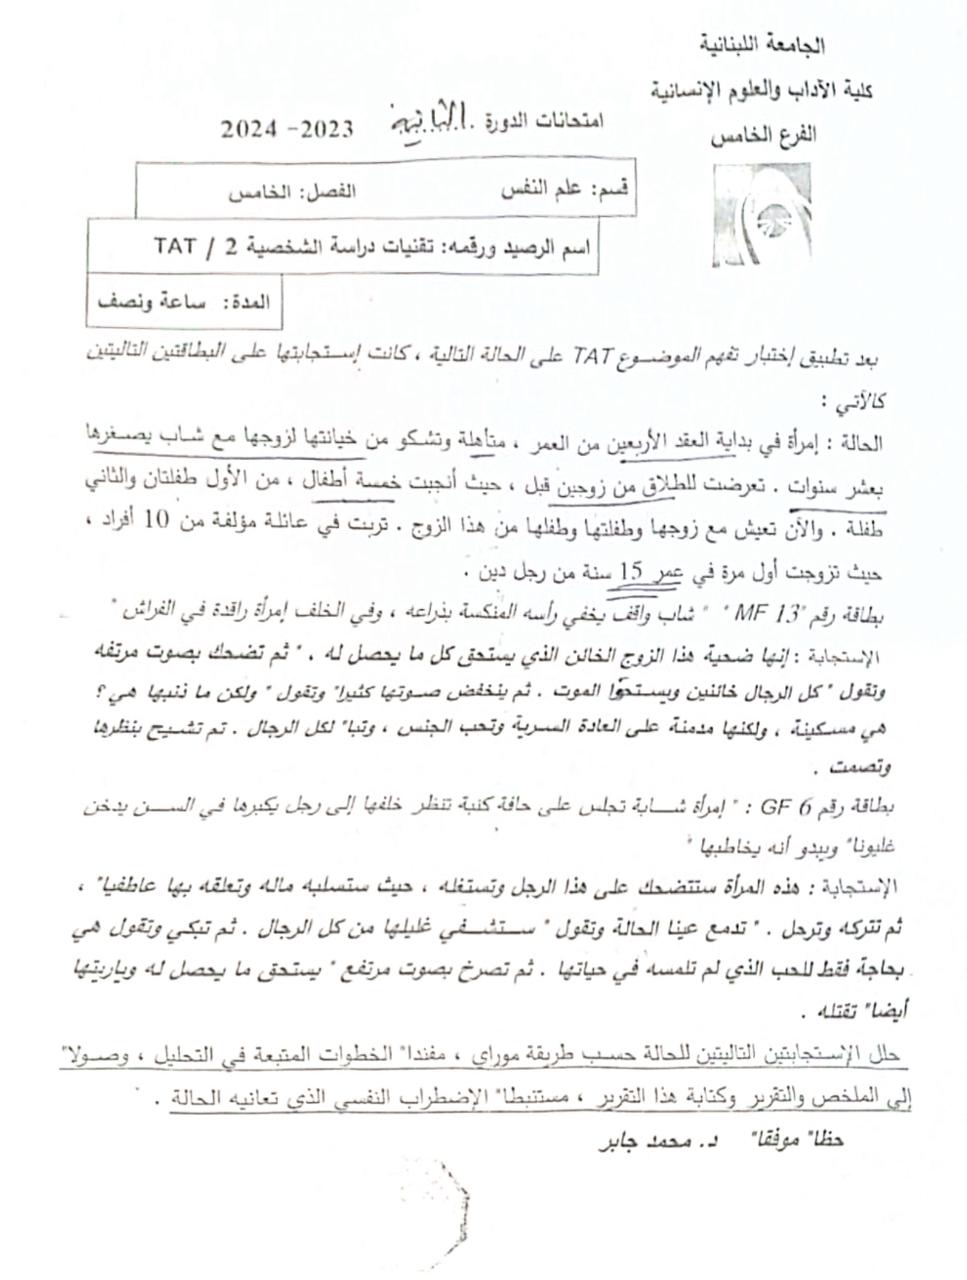 الجامعة اللبنانية
كلية الآداب والعلوم الإنسانية
الفرع الخامس
امتحانات الدورة الثانية 2023- 2024
قسم: علم النفس الفصل: الخامس
اسم الرصيد ورقمه: تقنيات دراسة الشخصية 2 / TAT
المدة: ساعة ونصف
بعد تطبيق إختبار تفهم الموضوع TAT على الحالة التالية ، كانت إستجابتها على البطاقتين التاليتين
كالآتي :
الحالة : إمرأة في بداية العقد الأربعين من العمر ، متأهلة وتشكو من خيانتها لزوجها مع شاب يصغرها
بعشر سنوات . تعرضت للطلاق من زوجين قبل ، حيث أنجبت خمسة أطفال ، من الأول طفلتان والثاني
طفلة . والآن تعيش مع زوجها وطفلتها وطفلها من هذا الزوج . تربت في عائلة مؤلفة من 10 أفراد ،
حيث تزوجت أول مرة في عمر 15 سنة من رجل دين .
بطاقة رقم "13 MF " " شاب واقف يخفي رأسه المنكسة بذراعه ، وفي الخلف إمرأة راقدة في الفراش "
الإستجابة : إنها ضحية هذا الزوج الخائن الذي يستحق كل ما يحصل له . " ثم تضحك بصوت مرتفه
وتقول " كل الرجال خائنين ويستحقوا الموت . ثم ينخفض صوتها كثيرا" وتقول " ولكن ما ذنبها هي ؟
هي مسكينة ، ولكنها مدمنة على العادة السرية وتحب الجنس ، وتبا" لكل الرجال . تم تشيح بنظرها
وتصمت .
بطاقة رقم 6 GF : " إمرأة شابة تجلس على حافة كنبة تنظر خلفها إلى رجل يكبرها في السن يدخن
غليونا" ويبدو أنه يخاطبها "
الإستجابة : هذه المرأة ستتضحك على هذا الرجل وتستغله ، حيث ستسلبه ماله وتعلقه بها عاطفيا" ،
ثم تتركه وترحل . " تدمع عينا الحالة وتقول " ستشفي غليلها من كل الرجال . ثم تبكي وتقول هي
بحاجة فقط للحب الذي لم تلمسه في حياتها . ثم تصرخ بصوت مرتفع " يستحق ما يحصل له وياريتها
أيضا" تقتله .
حلل الإستجابتين التاليتين للحالة حسب طريقة موراي ، مفندا" الخطوات المتبعة في التحليل ، وصولا"
إلى الملخص والتقرير وكتابة هذا التقرير ، مستنبطا" الإضطراب النفسي الذي تعانيه الحالة .
حظا" موفقا" د. محمد جابر